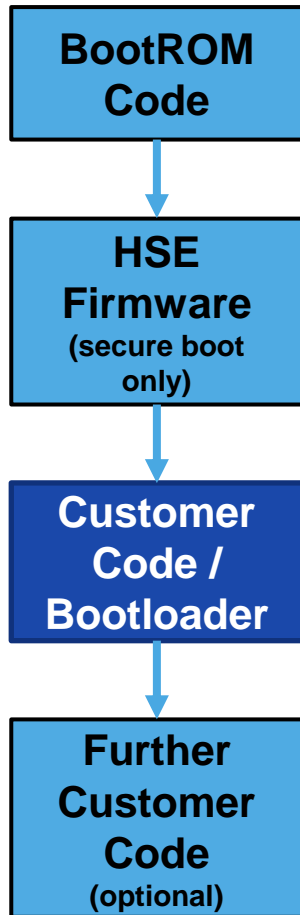 BootROM
Code
HSE
Firmware
(secure boot
only)
Customer
Code /
Bootloader
Further
Customer
Code
(optional)